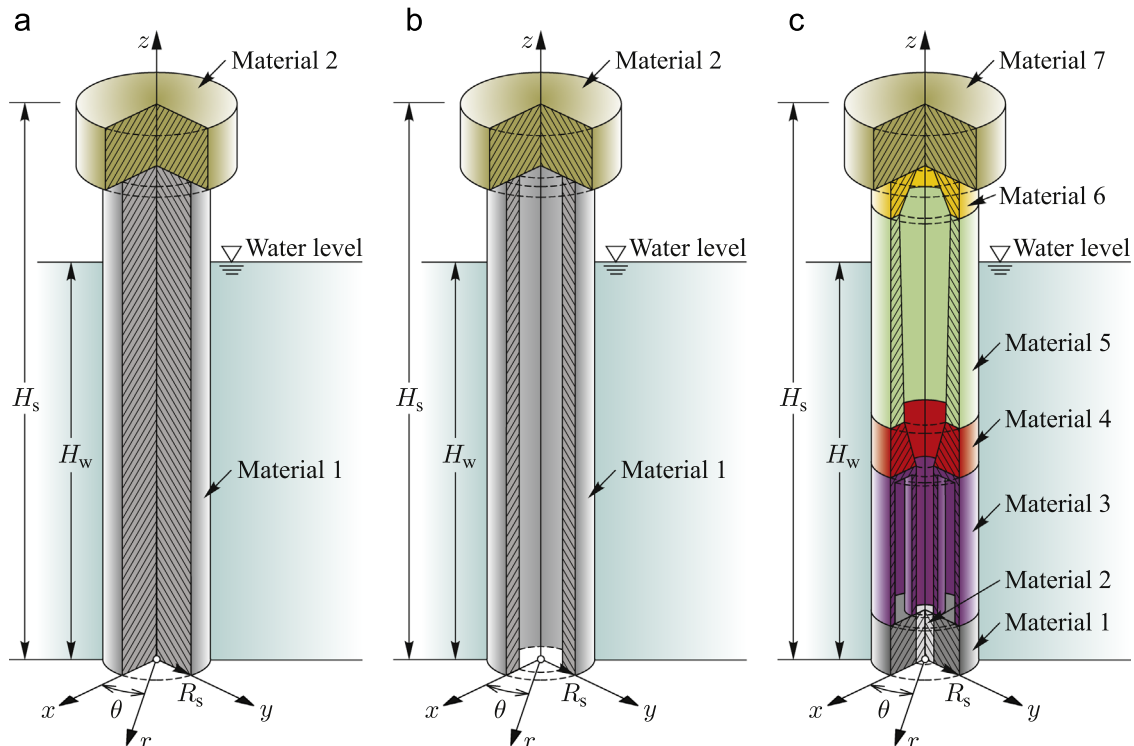 a
z
Material 2
Water level
H_s
H_w
Material 1
R_s
x
θ
y
r
b
z
Material 2
Water level
H_s
H_w
Material 1
R_s
x
θ
y
r
c
z
Material 7
Material 6
Water level
Material 5
H_s
Material 4
H_w
Material 3
Material 2
Material 1
R_s
x
θ
y
r